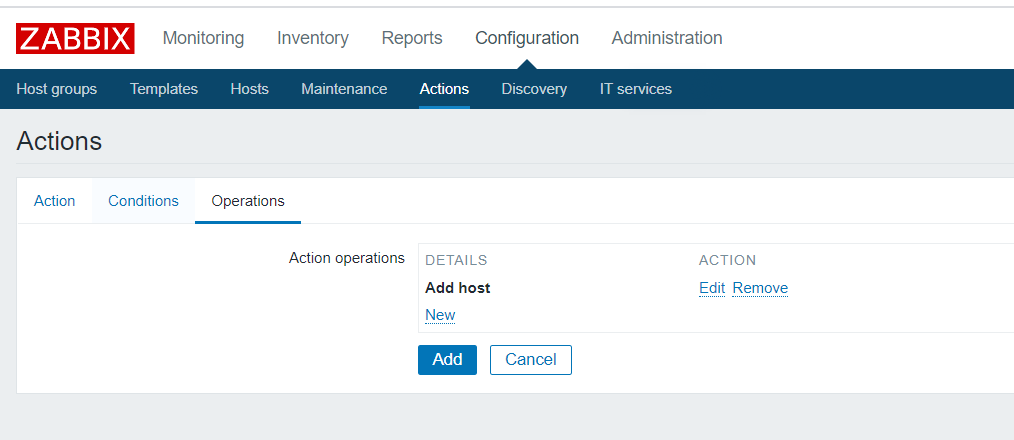 ZABBIX Monitoring Inventory Reports Configuration Administration
Host groups Templates Hosts Maintenance Actions Discovery IT services
Actions
Action Conditions Operations
Action operations DETAILS ACTION
Add host Edit Remove
New
Add Cancel